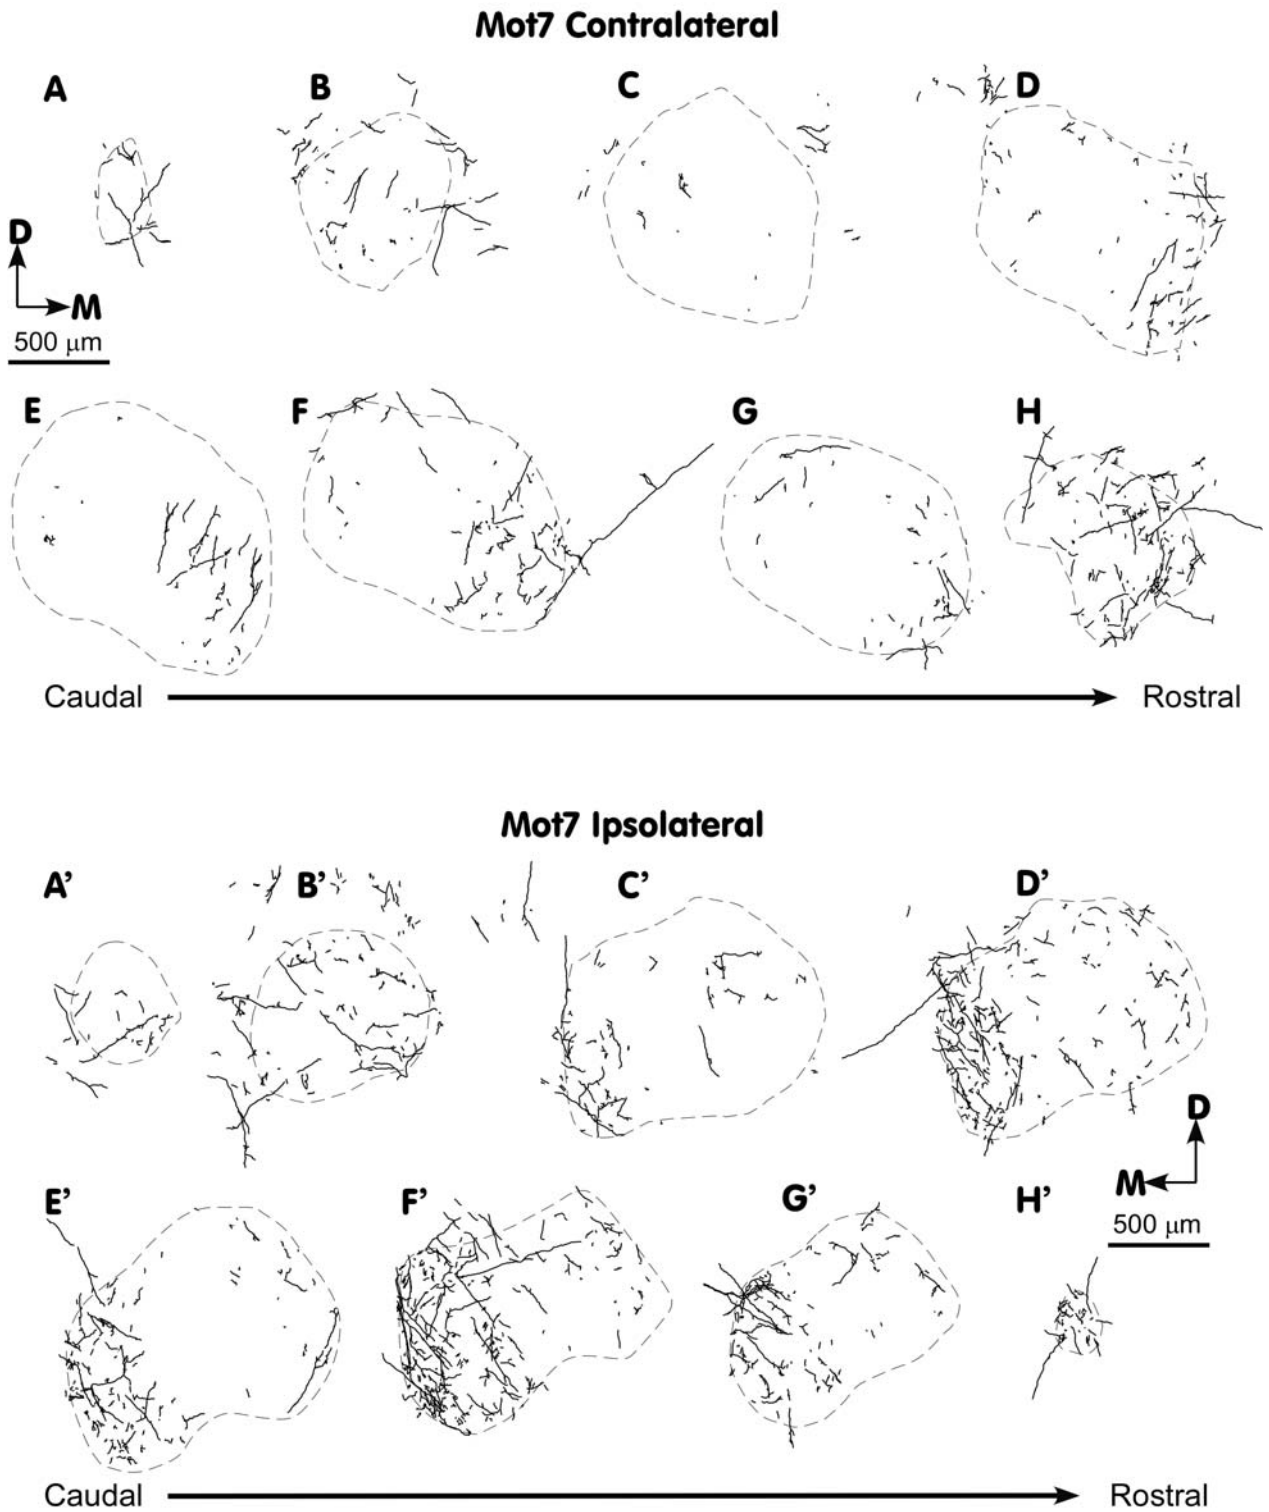 Mot7 Contralateral
A
B
C
D
D
M
500 μm
E
F
G
H
Caudal
Rostral
Mot7 Ipsolateral
A’
B’
C’
D’
D
M
500 μm
E’
F’
G’
H’
Caudal
Rostral